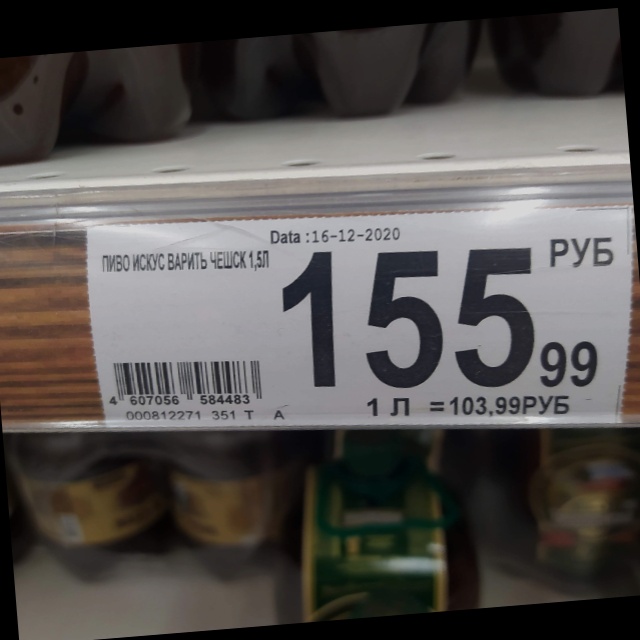 Data :16-12-2020
ПИВО ИСКУС ВАРИТЬ ЧЕШСК 1,5Л
155 99 РУБ
4 607056 584483
000812271 351 T A
1 Л =103,99РУБ